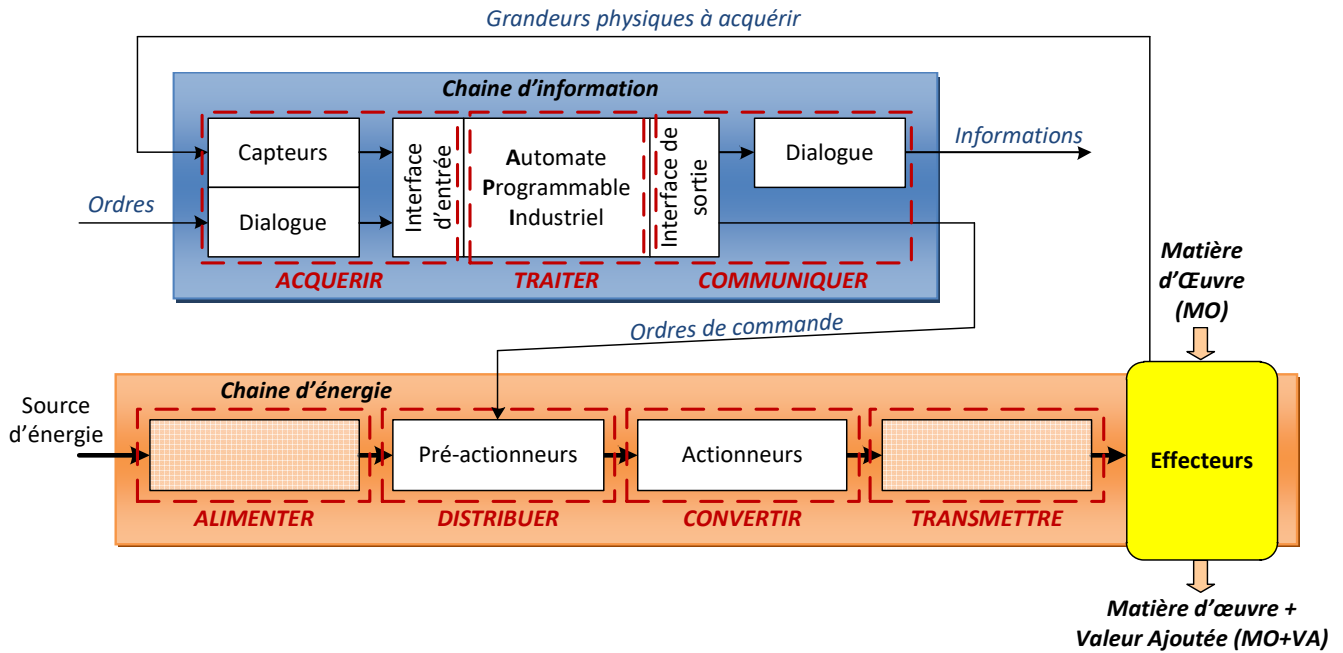 Grandeurs physiques à acquérir
Chaine d'information
Capteurs
Dialogue
Interface
d'entrée
Automate
Programmable
Industriel
Interface de
sortie
Dialogue
Informations
Ordres
ACQUERIR
TRAITER
COMMUNIQUER
Matière
d'Œuvre
(MO)
Ordres de commande
Chaine d'énergie
Source
d'énergie
Pré-actionneurs
Actionneurs
Effecteurs
ALIMENTER
DISTRIBUER
CONVERTIR
TRANSMETTRE
Matière d'œuvre +
Valeur Ajoutée (MO+VA)